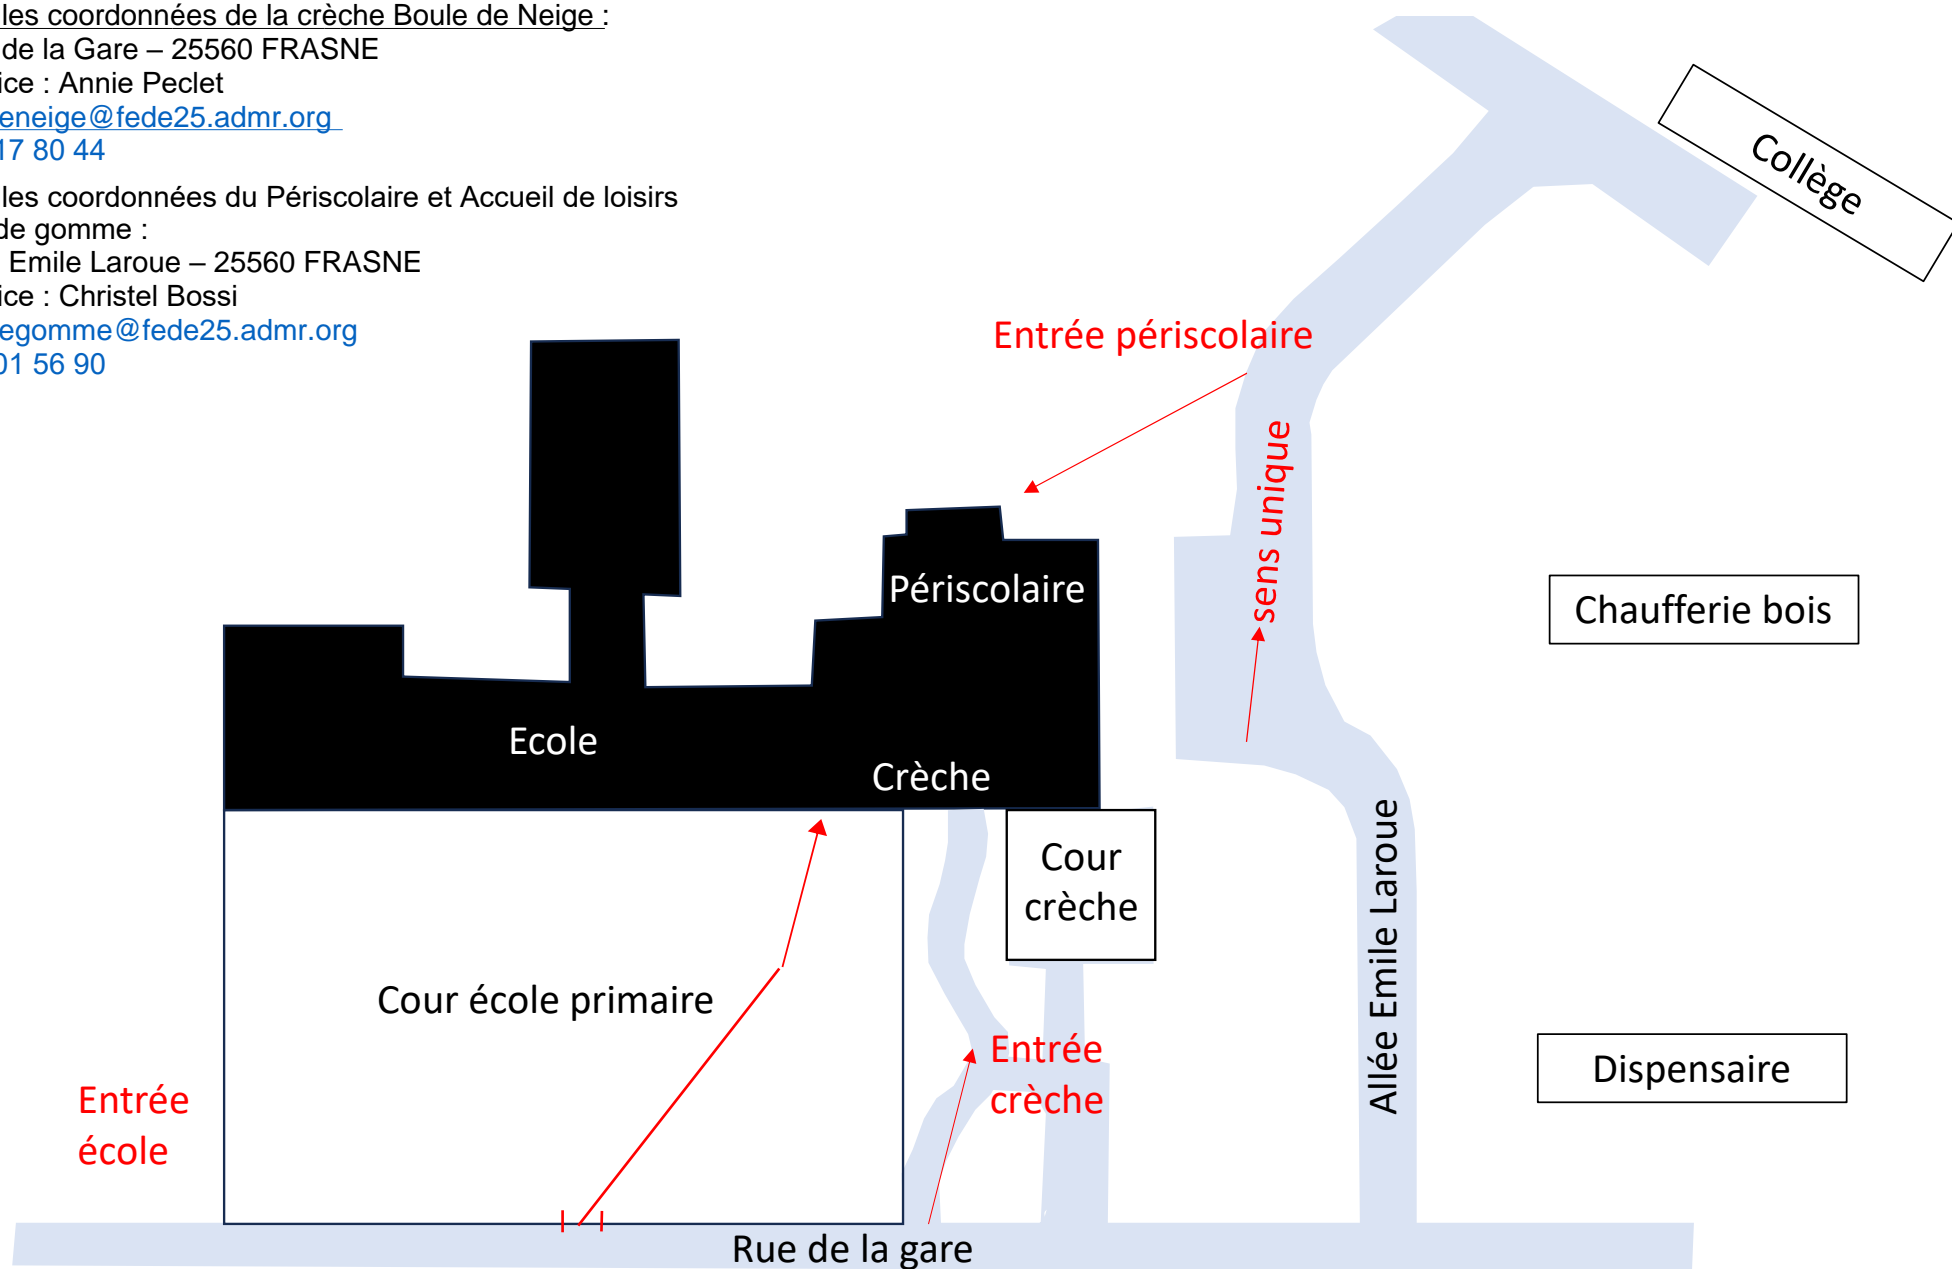 les coordonnées de la crèche Boule de Neige :
de la Gare – 25560 FRASNE
ice : Annie Peclet
eneige@fede25.admr.org
17 80 44
les coordonnées du Périscolaire et Accueil de loisirs
de gomme :
Emile Laroue – 25560 FRASNE
ice : Christel Bossi
egomme@fede25.admr.org
01 56 90
Collège
Entrée périscolaire
sens unique
Périscolaire
Chaufferie bois
Ecole
Crèche
Cour
crèche
Allée Emile Laroue
Cour école primaire
Entrée
crèche
Dispensaire
Entrée
école
Rue de la gare